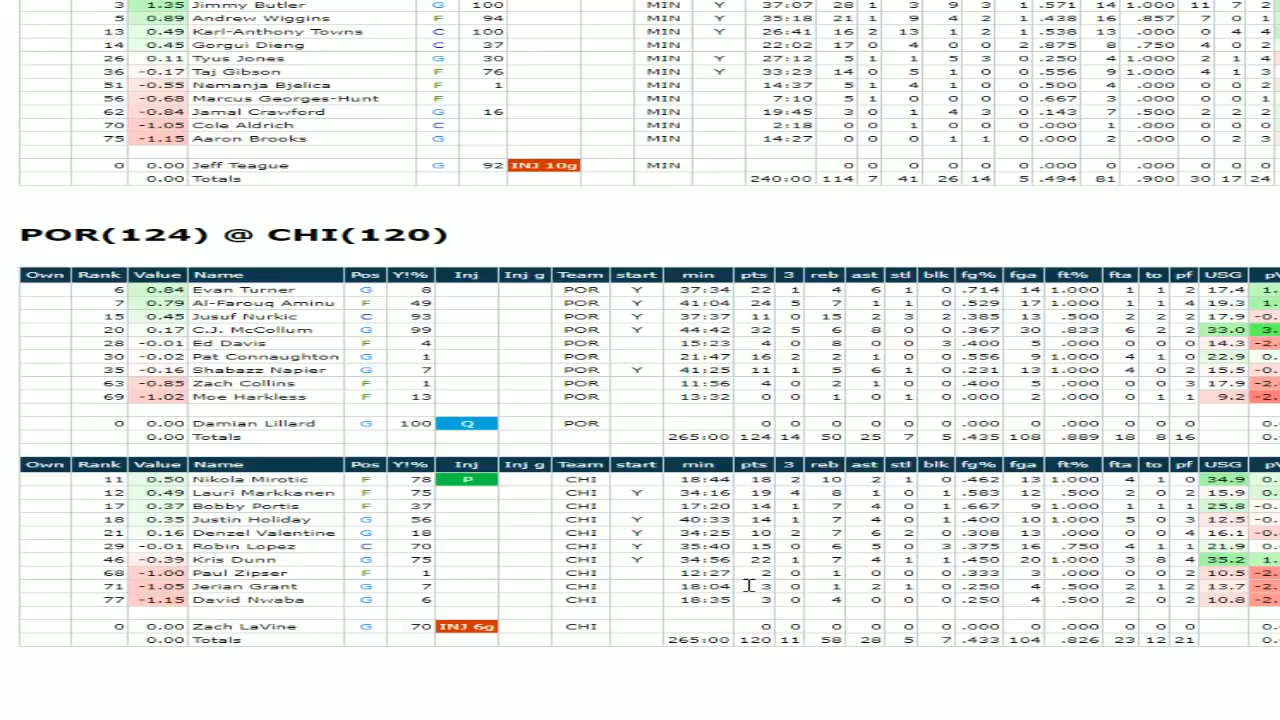 3 1.35 Jimmy Butler G 100 MIN Y 37:07 28 1 3 9 3 1 .571 14 1.000 11 7 2
5 0.89 Andrew Wiggins F 94 MIN Y 35:18 21 1 9 4 2 1 .438 16 .857 7 0 1
13 0.49 Karl-Anthony Towns C 100 MIN Y 26:41 16 2 13 1 2 1 .538 13 .000 0 4 4
14 0.45 Gorgui Dieng C 37 MIN 22:02 17 0 4 0 0 2 .875 8 .750 4 0 2
26 0.11 Tyus Jones G 30 MIN Y 27:12 5 1 1 5 3 0 .250 4 1.000 2 1 4
36 -0.17 Taj Gibson F 76 MIN Y 33:23 14 0 5 1 0 0 .556 9 1.000 4 1 3
51 -0.55 Nemanja Bjelica F 1 MIN 14:37 5 1 4 1 0 0 .500 4 .000 0 0 2
56 -0.68 Marcus Georges-Hunt F MIN 7:10 5 1 0 0 0 0 .667 3 .000 0 0 1
62 -0.84 Jamal Crawford G 16 MIN 19:45 3 0 1 4 3 0 .143 7 .500 2 2 2
70 -1.05 Cole Aldrich C MIN 2:18 0 0 1 0 0 0 .000 1 .000 0 0 0
75 -1.15 Aaron Brooks G MIN 14:27 0 0 0 1 1 0 .000 2 .000 0 2 3
0 0.00 Jeff Teague G 92 INJ 10g MIN 0 0 0 0 0 0 .000 0 .000 0 0 0
0.00 Totals 240:00 114 7 41 26 14 5 .494 81 .900 30 17 24
POR(124) @ CHI(120)
Own Rank Value Name Pos Y!% Inj Inj g Team start min pts 3 reb ast stl blk fg% fga ft% fta to pf USG
6 0.84 Evan Turner G 8 POR Y 37:34 22 1 4 6 1 0 .714 14 1.000 1 1 2 17.4
7 0.79 Al-Farouq Aminu F 49 POR Y 41:04 24 5 7 1 1 0 .529 17 1.000 1 1 4 19.3
15 0.45 Jusuf Nurkic C 93 POR Y 37:37 11 0 15 2 3 2 .385 13 .500 2 2 2 17.9
20 0.17 C.J. McCollum G 99 POR Y 44:42 32 5 6 8 0 0 .367 30 .833 6 2 2 33.0
28 -0.01 Ed Davis F 4 POR 15:23 4 0 8 0 0 3 .400 5 .000 0 0 2 14.3
30 -0.02 Pat Connaughton G 1 POR 21:47 16 2 2 1 0 0 .556 9 1.000 4 1 0 22.9
35 -0.16 Shabazz Napier G 7 POR Y 41:25 11 1 5 6 1 0 .231 13 1.000 4 0 2 15.5
63 -0.85 Zach Collins F 1 POR 11:56 4 0 2 1 0 0 .400 5 .000 0 0 3 17.9
69 -1.02 Moe Harkless F 13 POR 13:32 0 0 1 0 1 0 .000 2 .000 0 1 1 9.2
0 0.00 Damian Lillard G 100 Q POR 0 0 0 0 0 0 .000 0 .000 0 0 0
0.00 Totals 265:00 124 14 50 25 7 5 .435 108 .889 18 8 16
Own Rank Value Name Pos Y!% Inj Inj g Team start min pts 3 reb ast stl blk fg% fga ft% fta to pf USG
11 0.50 Nikola Mirotic F 78 P CHI 18:44 18 2 10 2 1 0 .462 13 1.000 4 1 0 34.9
12 0.49 Lauri Markkanen F 75 CHI Y 34:16 19 4 8 1 0 1 .583 12 .500 2 0 2 15.9
17 0.37 Bobby Portis F 37 CHI 17:20 14 1 7 4 0 1 .667 9 1.000 1 1 1 25.8
18 0.35 Justin Holiday G 56 CHI Y 40:33 14 1 7 4 0 1 .400 10 1.000 5 0 3 12.5
21 0.16 Denzel Valentine G 18 CHI Y 34:25 10 2 7 6 2 0 .308 13 .000 0 0 4 16.1
29 -0.01 Robin Lopez C 70 CHI Y 35:40 15 0 6 5 0 3 .375 16 .750 4 1 1 21.9
46 -0.39 Kris Dunn G 75 CHI Y 34:56 22 1 7 4 1 1 .450 20 1.000 3 8 4 35.2
68 -1.00 Paul Zipser F 1 CHI 12:27 2 0 1 0 0 0 .333 3 .000 0 0 2 10.5
71 -1.05 Jerian Grant G 7 CHI 18:04 3 0 1 2 1 0 .250 4 .500 2 1 2 13.7
77 -1.15 David Nwaba G 6 CHI 18:35 3 0 4 0 0 0 .250 4 .500 2 0 2 10.8
0 0.00 Zach LaVine G 70 INJ 6g CHI 0 0 0 0 0 0 .000 0 .000 0 0 0
0.00 Totals 265:00 120 11 58 28 5 7 .433 104 .826 23 12 21